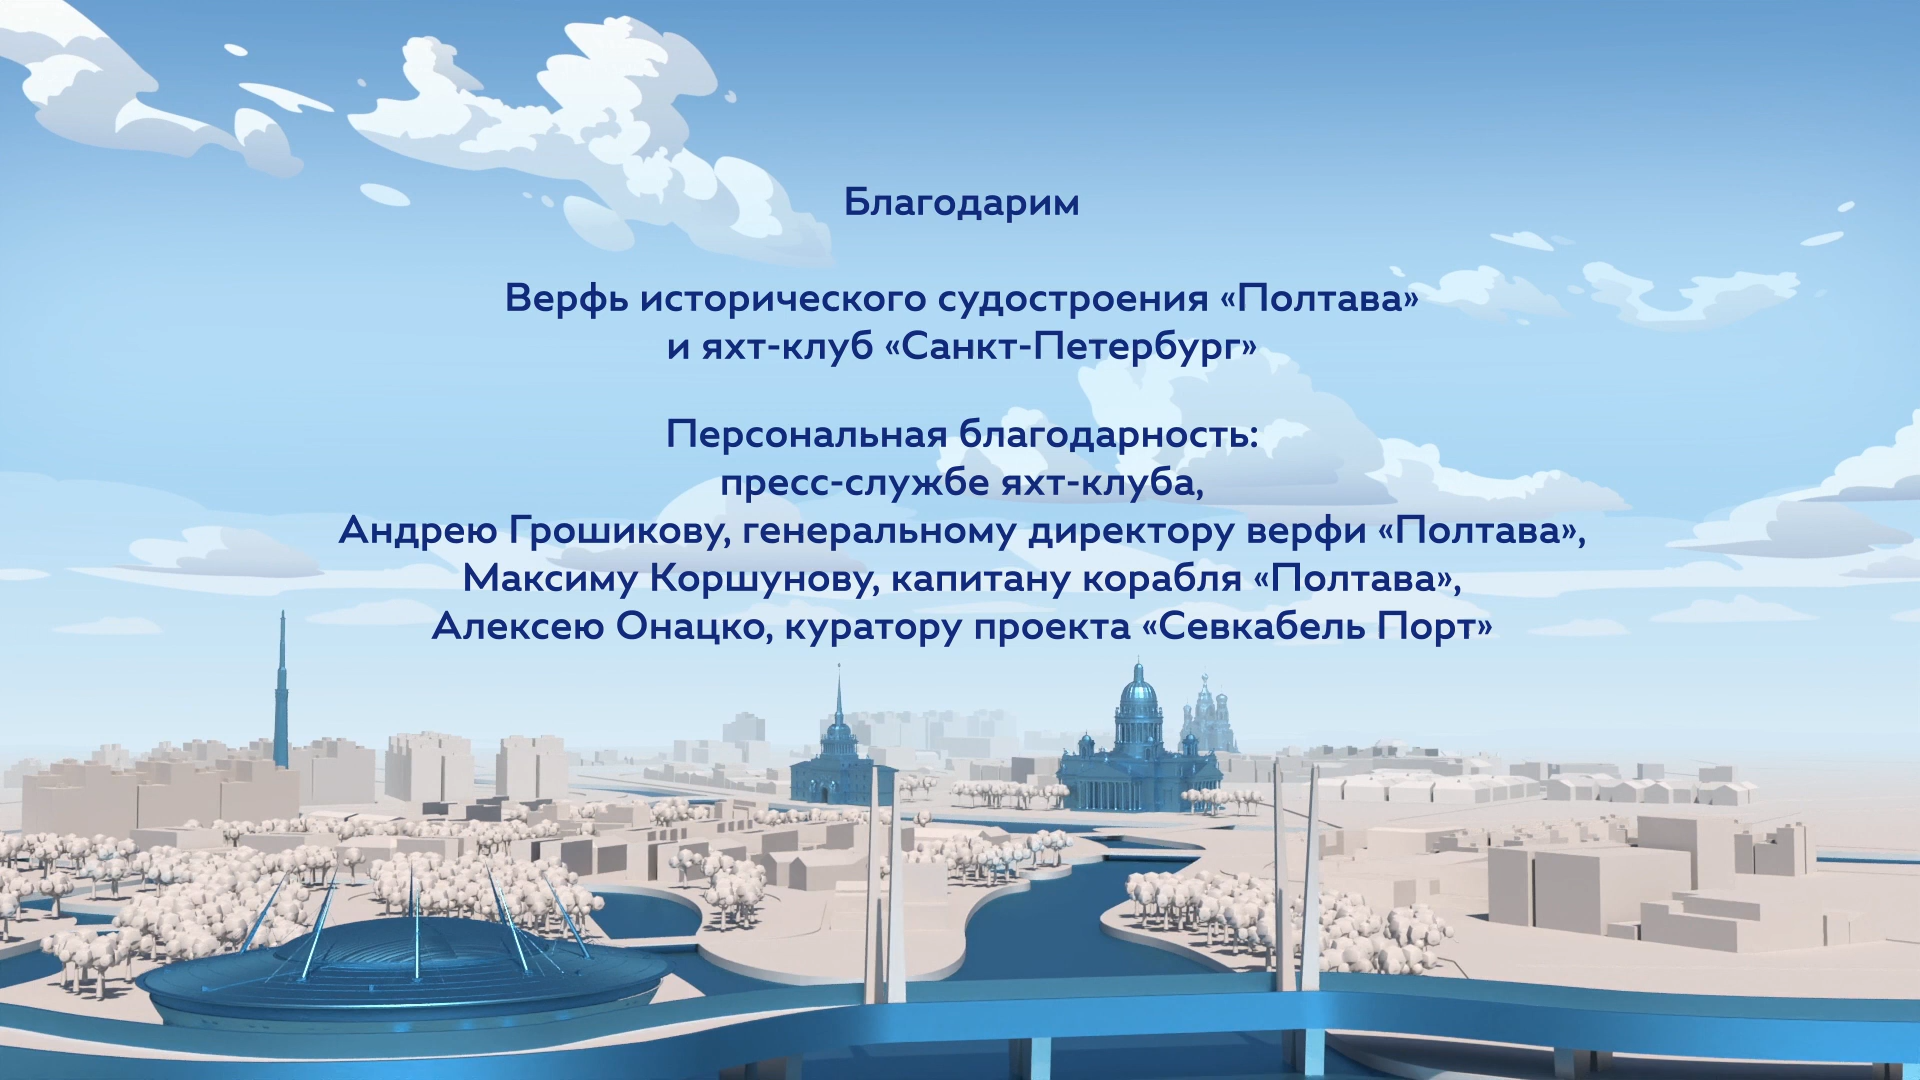 Благодарим
Верфь исторического судостроения «Полтава»
и яхт-клуб «Санкт-Петербург»
Персональная благодарность:
пресс-службе яхт-клуба,
Андрею Грошикову, генеральному директору верфи «Полтава»,
Максиму Коршунову, капитану корабля «Полтава»,
Алексею Онацко, куратору проекта «Севкабель Порт»